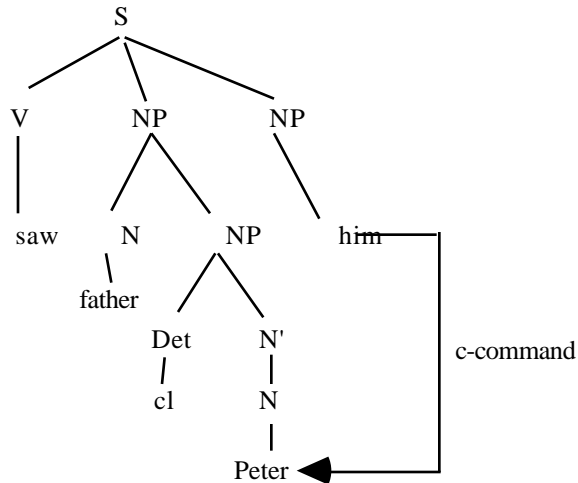 S
V NP NP
saw N NP him
father
Det N' c-command
cl N
Peter